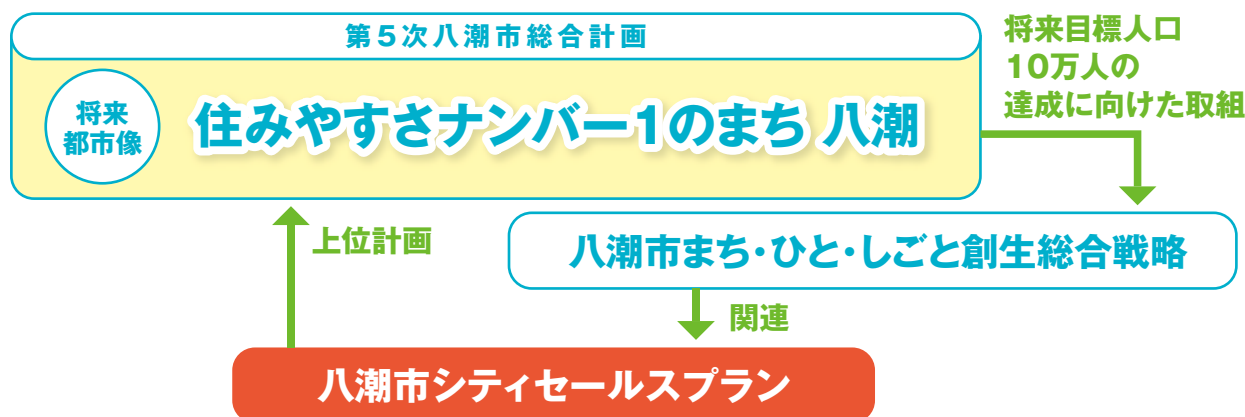 第5次八潮市総合計画
将来
都市像
住みやすさナンバー1のまち 八潮
将来目標人口
10万人の
達成に向けた取組
上位計画
八潮市まち・ひと・しごと創生総合戦略
関連
八潮市シティセールスプラン